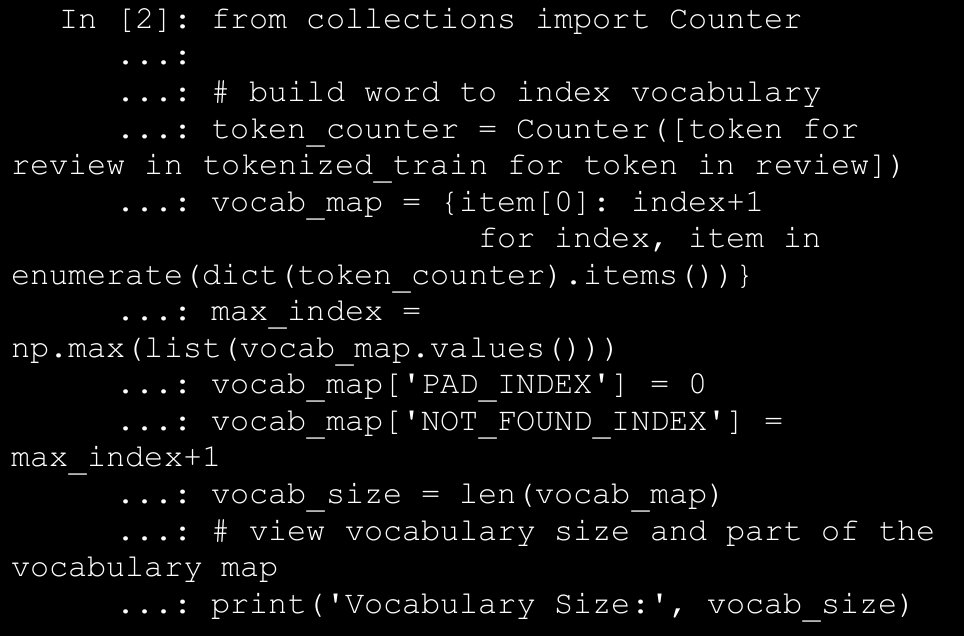 In [2]: from collections import Counter
...:
...: # build word to index vocabulary
...: token_counter = Counter([token for
review in tokenized_train for token in review])
...: vocab_map = {item[0]: index+1
for index, item in
enumerate(dict(token_counter).items())}
...: max_index =
np.max(list(vocab_map.values()))
...: vocab_map['PAD_INDEX'] = 0
...: vocab_map['NOT_FOUND_INDEX'] =
max_index+1
...: vocab_size = len(vocab_map)
...: # view vocabulary size and part of the
vocabulary map
...: print('Vocabulary Size:', vocab_size)